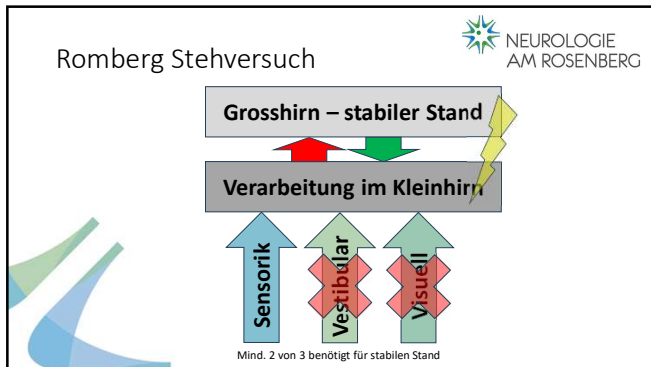 Romberg Stehversuch
NEUROLOGIE
AM ROSENBERG
Grosshirn – stabiler Stand
Verarbeitung im Kleinhirn
Sensorik
Vestibular
Visuell
Mind. 2 von 3 benötigt für stabilen Stand